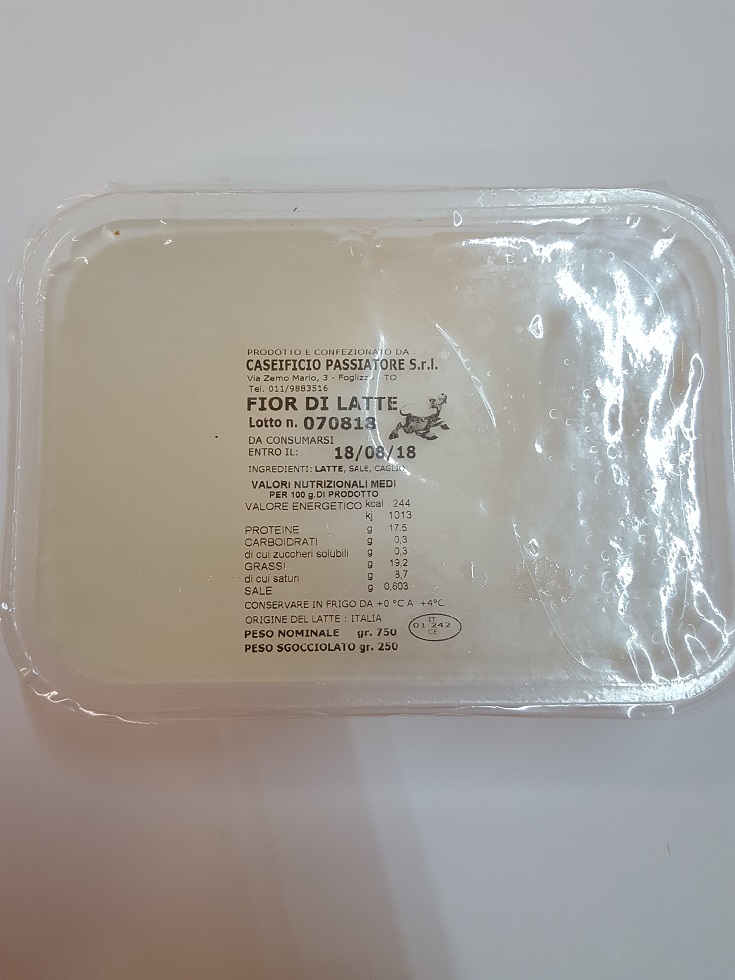 PRODOTTO E CONFEZIONATO DA :
CASEIFICIO PASSIATORE S.r.l.
Via Zemo Mario, 3 - Foglizzo TO
Tel. 011/9883516
FIOR DI LATTE
Lotto n. 070818
DA CONSUMARSI
ENTRO IL: 18/08/18
INGREDIENTI: LATTE, SALE, CAGLIO
VALORI NUTRIZIONALI MEDI
PER 100 g.DI PRODOTTO
VALORE ENERGETICO kcal 244
kj 1013
PROTEINE g 17.5
CARBOIDRATI g 0,3
di cui zuccheri solubili g 0,3
GRASSI g 19,2
di cui saturi g 8,7
SALE g 0,603
CONSERVARE IN FRIGO DA +0 °C A +4°C
ORIGINE DEL LATTE : ITALIA
PESO NOMINALE gr. 750
PESO SGOCCIOLATO gr. 250
IT
01 242
CE